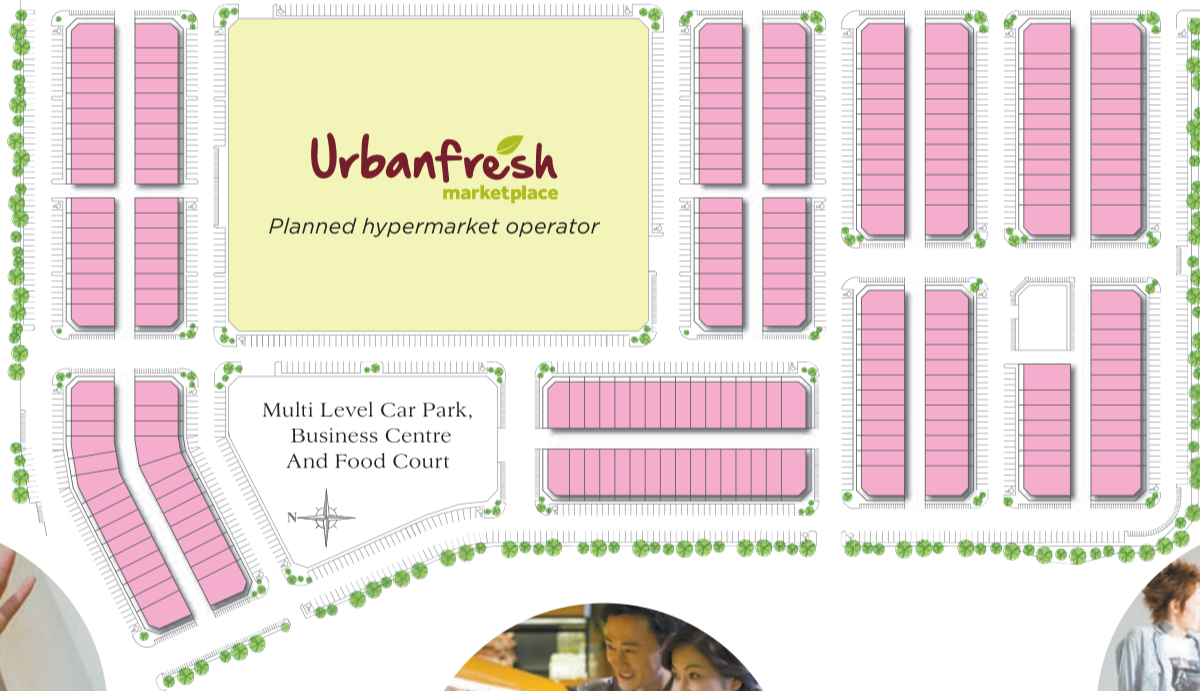 Urbanfresh
marketplace
Planned hypermarket operator
Multi Level Car Park,
Business Centre
And Food Court
N